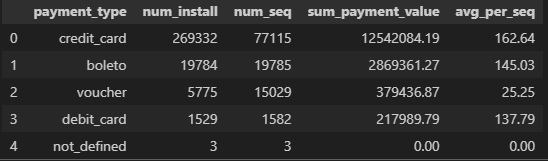 payment_type num_install num_seq sum_payment_value avg_per_seq
0 credit_card 269332 77115 12542084.19 162.64
1 boleto 19784 19785 2869361.27 145.03
2 voucher 5775 15029 379436.87 25.25
3 debit_card 1529 1582 217989.79 137.79
4 not_defined 3 3 0.00 0.00